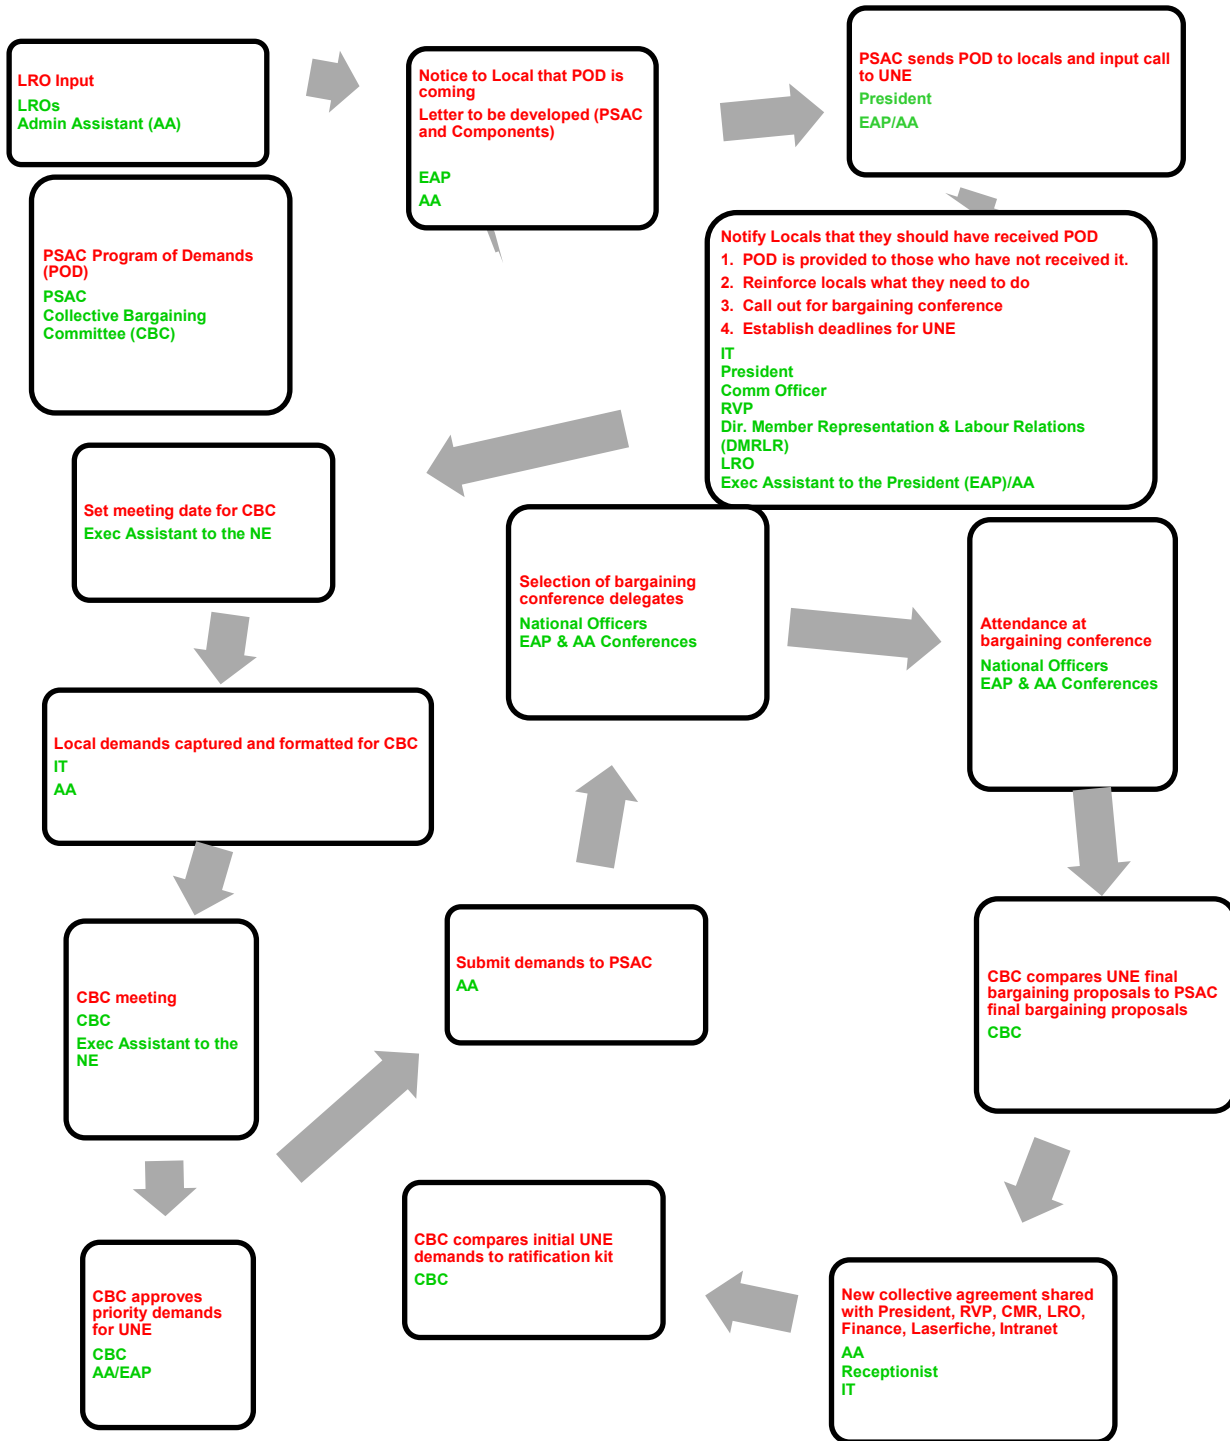 LRO Input
LROs
Admin Assistant (AA)
PSAC Program of Demands
(POD)
PSAC
Collective Bargaining
Committee (CBC)
Notice to Local that POD is
coming
Letter to be developed (PSAC
and Components)
EAP
AA
PSAC sends POD to locals and input call
to UNE
President
EAP/AA
Notify Locals that they should have received POD
1. POD is provided to those who have not received it.
2. Reinforce locals what they need to do
3. Call out for bargaining conference
4. Establish deadlines for UNE
IT
President
Comm Officer
RVP
Dir. Member Representation & Labour Relations
(DMRLR)
LRO
Exec Assistant to the President (EAP)/AA
Set meeting date for CBC
Exec Assistant to the NE
Local demands captured and formatted for CBC
IT
AA
CBC meeting
CBC
Exec Assistant to the
NE
CBC approves
priority demands
for UNE
CBC
AA/EAP
Submit demands to PSAC
AA
Selection of bargaining
conference delegates
National Officers
EAP & AA Conferences
Attendance at
bargaining conference
National Officers
EAP & AA Conferences
CBC compares UNE final
bargaining proposals to PSAC
final bargaining proposals
CBC
New collective agreement shared
with President, RVP, CMR, LRO,
Finance, Laserfiche, Intranet
AA
Receptionist
IT
CBC compares initial UNE
demands to ratification kit
CBC